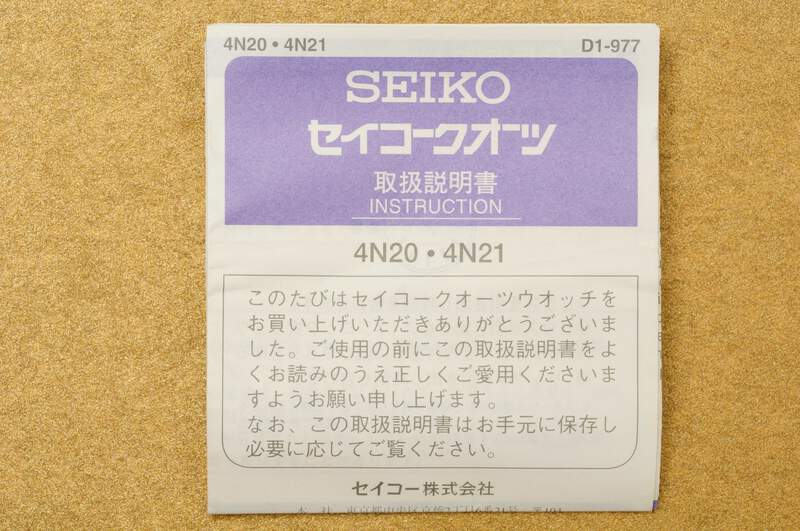 4N20・4N21 D1-977
SEIKO
セイコークオーツ
取扱説明書
INSTRUCTION
4N20・4N21
このたびはセイコークオーツウオッチを
お買い上げいただきありがとうございま
した。ご使用の前にこの取扱説明書をよ
くお読みのうえ正しくご愛用くださいま
すようお願い申し上げます。
なお、この取扱説明書はお手元に保存し
必要に応じてご覧ください。
セイコー株式会社